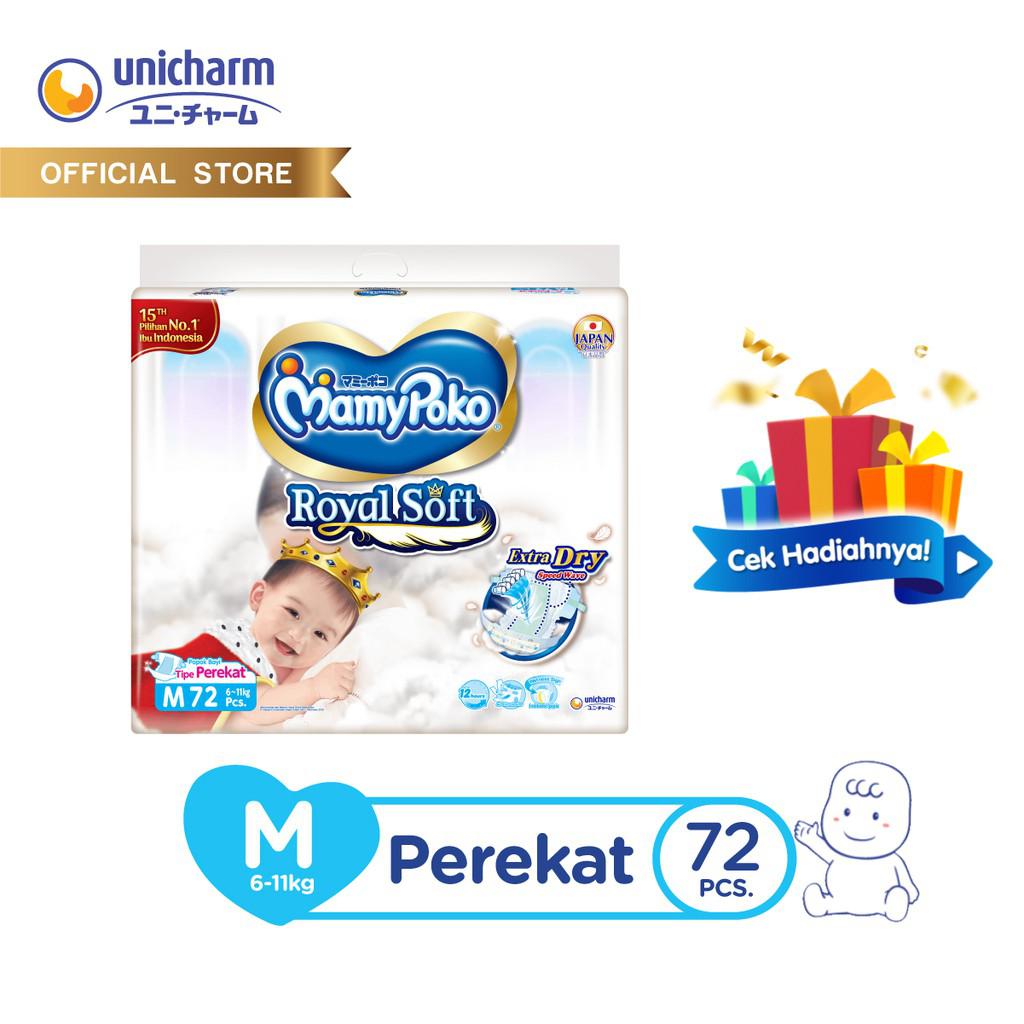 unicharm
ユニ・チャーム
OFFICIAL STORE
15TH
Pilihan No.1*
Ibu Indonesia
JAPAN
Quality
マミーポコ
MamyPoko®
Royal Soft
Extra Dry
Speed Wave
Cek Hadiahnya!
Popok Bayi
Tipe Perekat
M 72 6~11kg
Pcs.
12 hours
unicharm
ユニ・チャーム
M
6-11kg
Perekat
72
PCS.